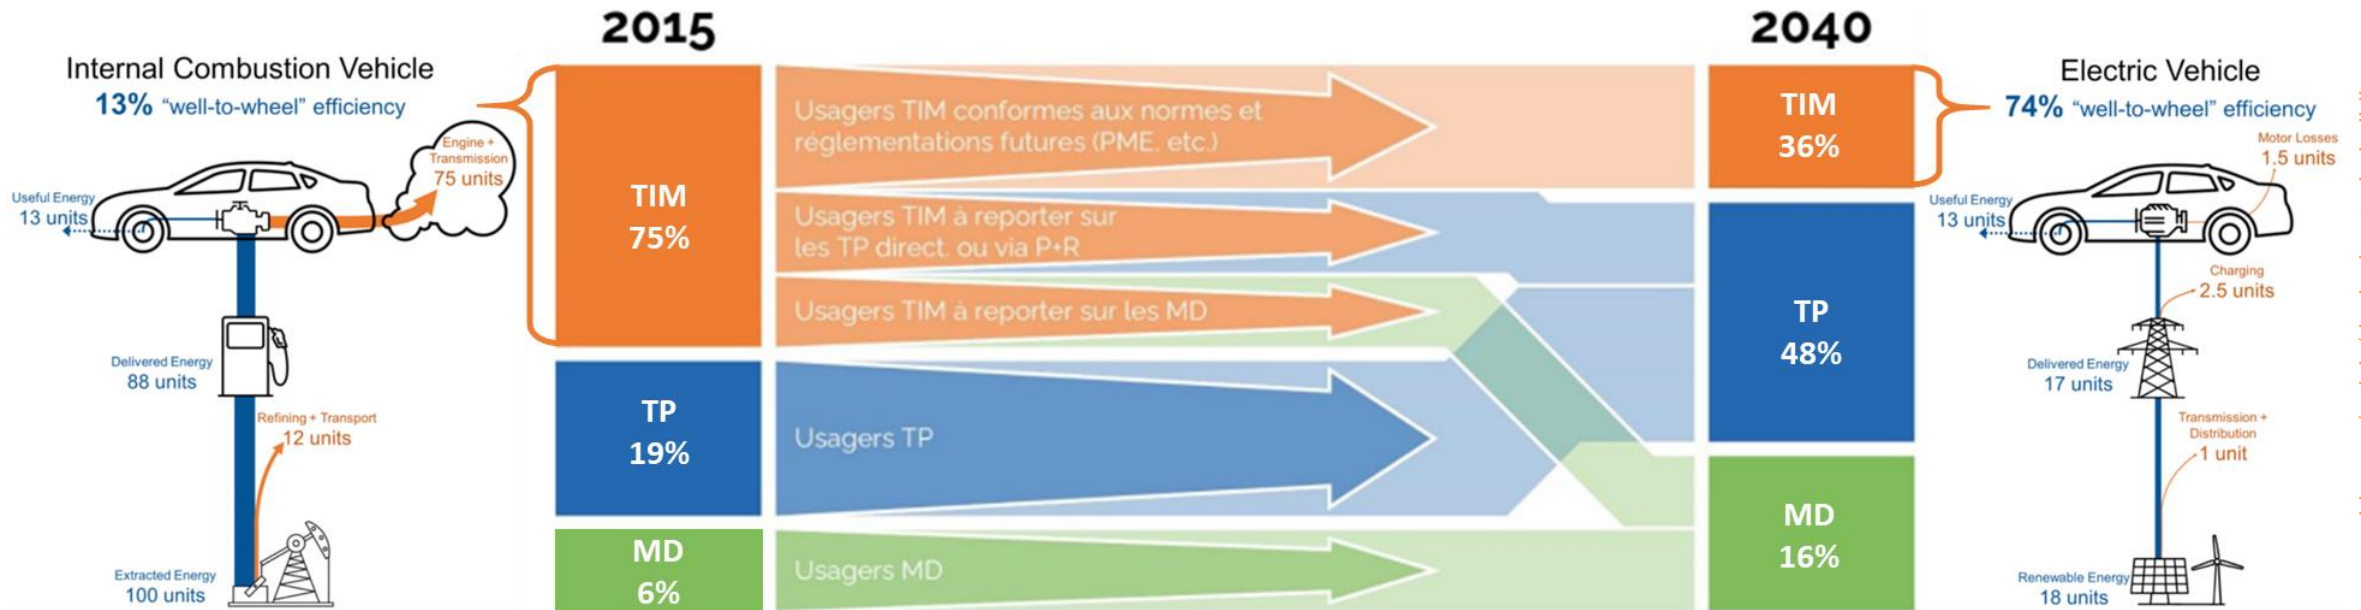 2015
2040
Internal Combustion Vehicle
13% “well-to-wheel” efficiency
Engine +
Transmission
75 units
Useful Energy
13 units
Delivered Energy
88 units
Refining + Transport
12 units
Extracted Energy
100 units
TIM
75%
TP
19%
MD
6%
Usagers TIM conformes aux normes et
réglementations futures (PME, etc.)
Usagers TIM à reporter sur
les TP direct. ou via P+R
Usagers TIM à reporter sur les MD
Usagers TP
Usagers MD
TIM
36%
TP
48%
MD
16%
Electric Vehicle
74% “well-to-wheel” efficiency
Motor Losses
1.5 units
Useful Energy
13 units
Charging
2.5 units
Delivered Energy
17 units
Transmission +
Distribution
1 unit
Renewable Energy
18 units